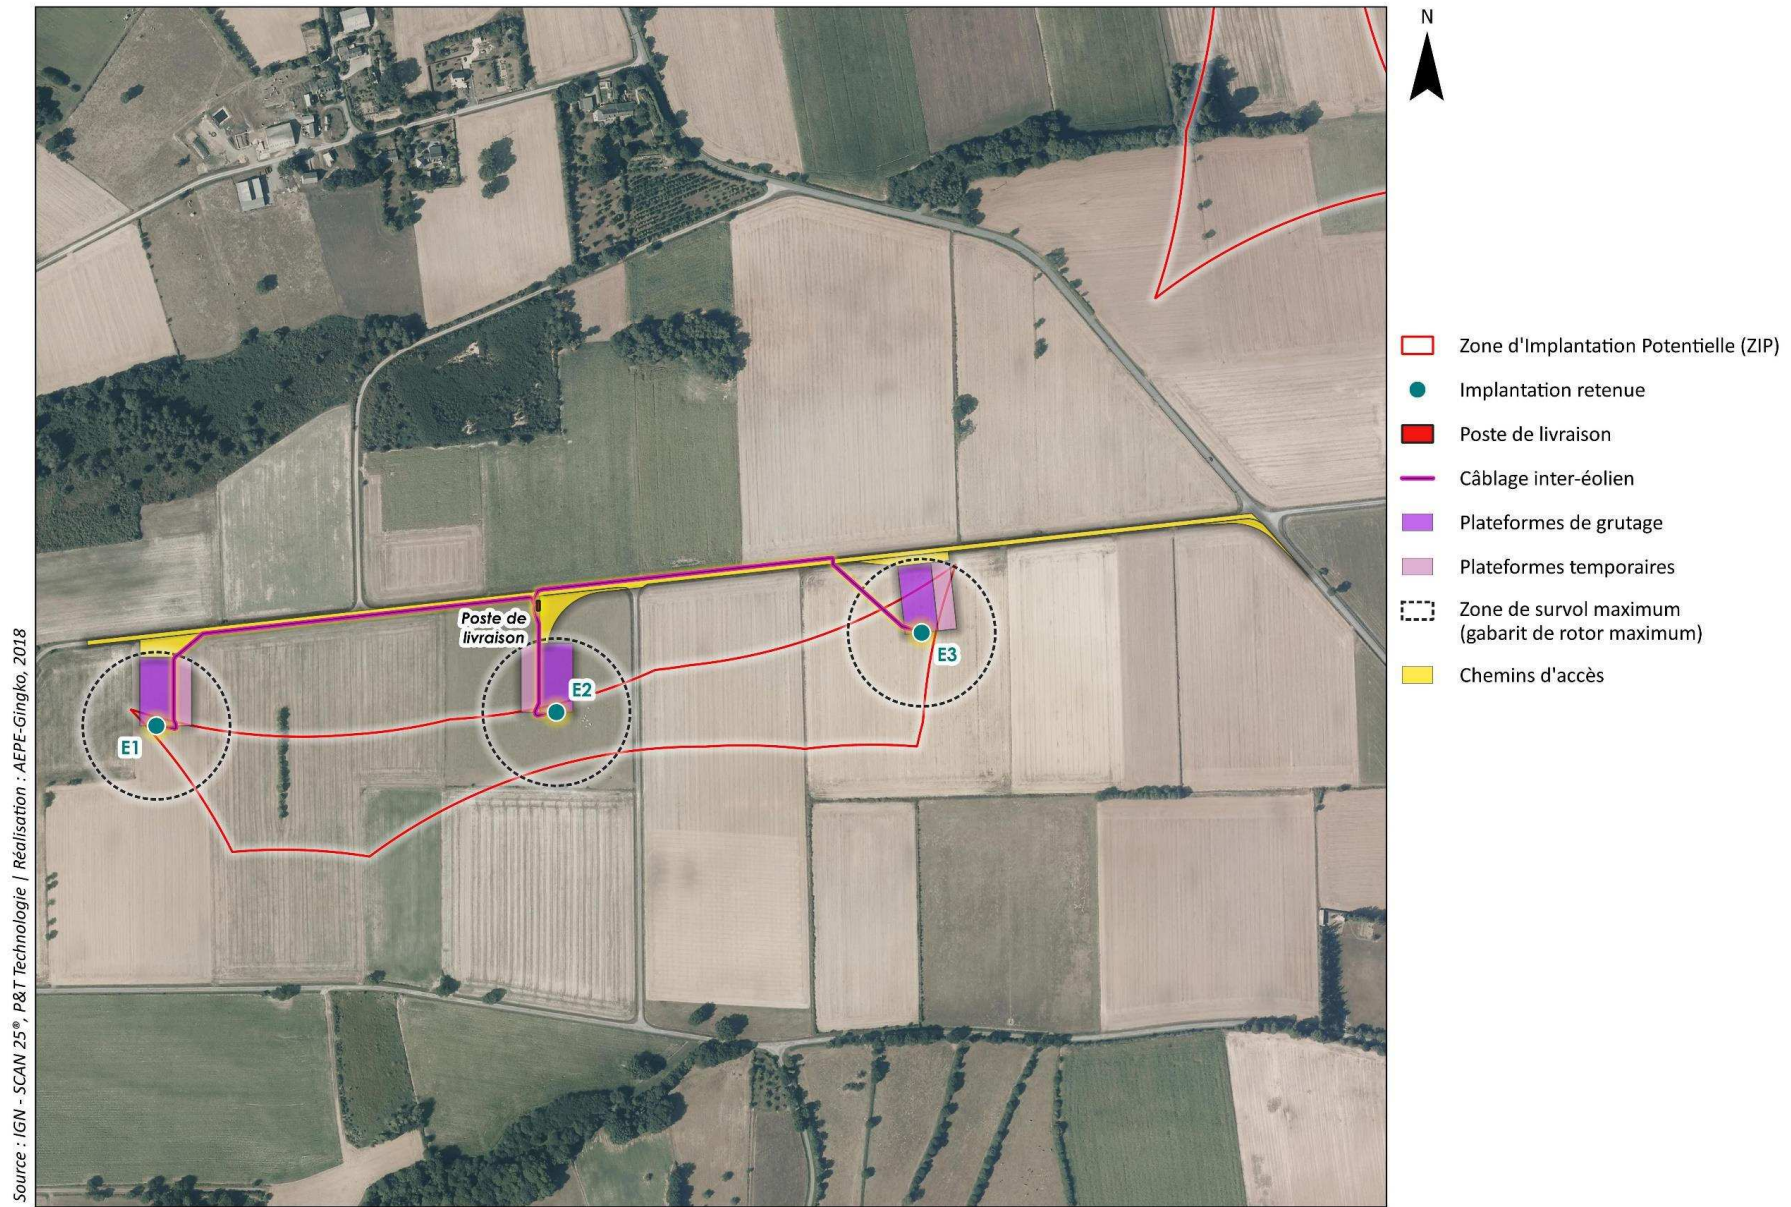 N
Zone d'Implantation Potentielle (ZIP)
Implantation retenue
Poste de livraison
Câblage inter-éolien
Plateformes de grutage
Plateformes temporaires
Zone de survol maximum
(gabarit de rotor maximum)
Chemins d'accès
Poste de
livraison
E1
E2
E3
Source : IGN - SCAN 25®, P&T Technologie | Réalisation : AEPE-Gingko, 2018